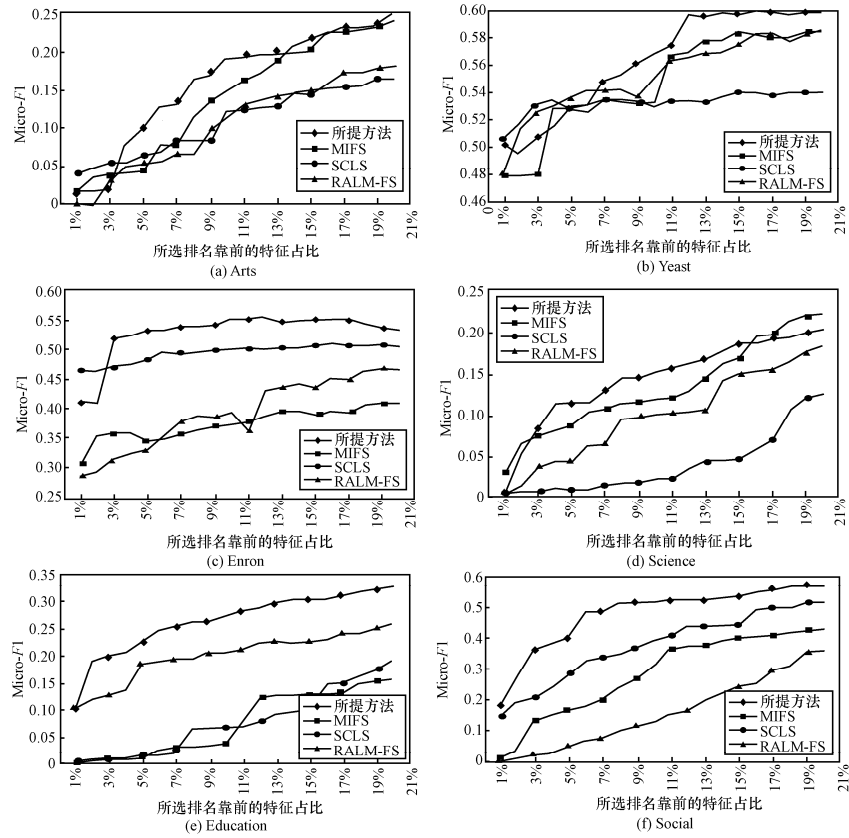 Micro-F1
0.25
0.20
0.15
0.10
0.05
0
所提方法
MIFS
SCLS
RALM-FS
1%
3%
5%
7%
9%
11%
13%
15%
17%
19%
21%
所选排名靠前的特征占比
(a) Arts
Micro-F1
0.60
0.58
0.56
0.54
0.52
0.50
0.48
0.46
所提方法
MIFS
SCLS
RALM-FS
0
1%
3%
5%
7%
9%
11%
13%
15%
17%
19%
21%
所选排名靠前的特征占比
(b) Yeast
Micro-F1
0.60
0.55
0.50
0.45
0.40
0.35
0.30
0.25
所提方法
MIFS
SCLS
RALM-FS
1%
3%
5%
7%
9%
11%
13%
15%
17%
19%
21%
所选排名靠前的特征占比
(c) Enron
Micro-F1
0.25
0.20
0.15
0.10
0.05
0
所提方法
MIFS
SCLS
RALM-FS
1%
3%
5%
7%
9%
11%
13%
15%
17%
19%
21%
所选排名靠前的特征占比
(d) Science
Micro-F1
0.35
0.30
0.25
0.20
0.15
0.10
0.05
0
所提方法
MIFS
SCLS
RALM-FS
1%
3%
5%
7%
9%
11%
13%
15%
17%
19%
21%
所选排名靠前的特征占比
(e) Education
Micro-F1
0.6
0.5
0.4
0.3
0.2
0.1
0
所提方法
MIFS
SCLS
RALM-FS
1%
3%
5%
7%
9%
11%
13%
15%
17%
19%
21%
所选排名靠前的特征占比
(f) Social